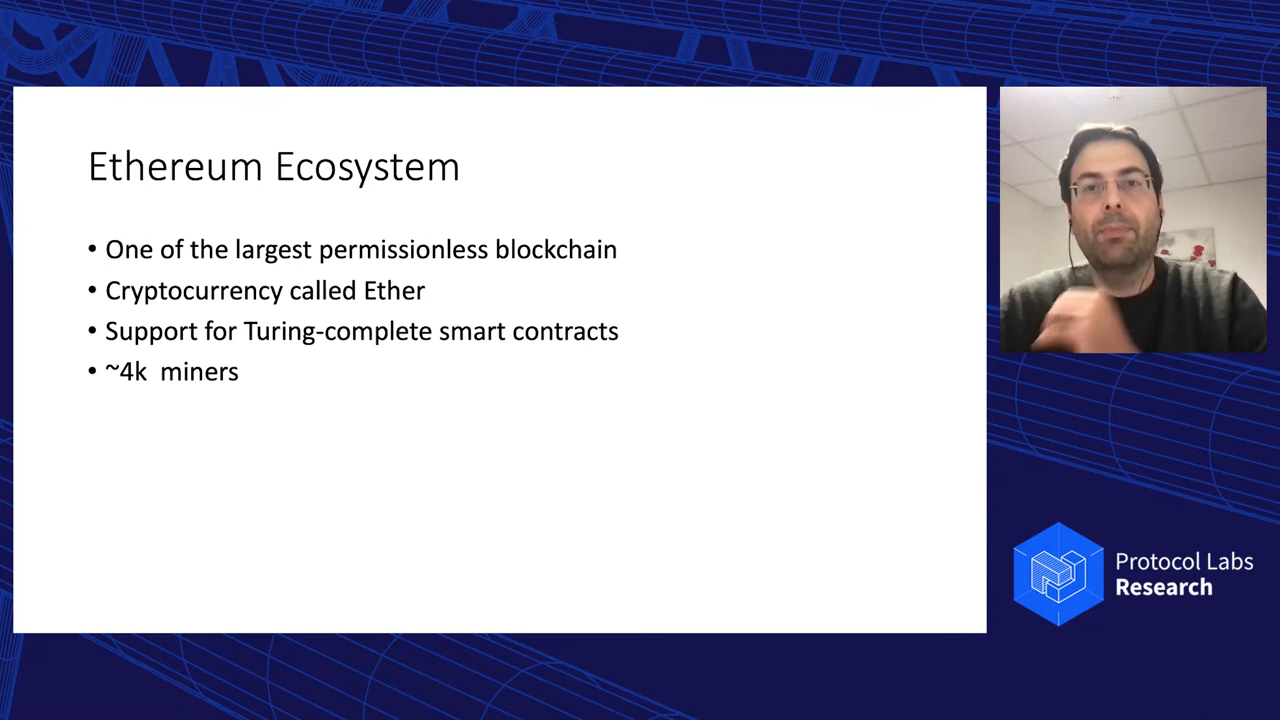 Ethereum Ecosystem
• One of the largest permissionless blockchain
• Cryptocurrency called Ether
• Support for Turing-complete smart contracts
• ~4k  miners
Protocol Labs
Research